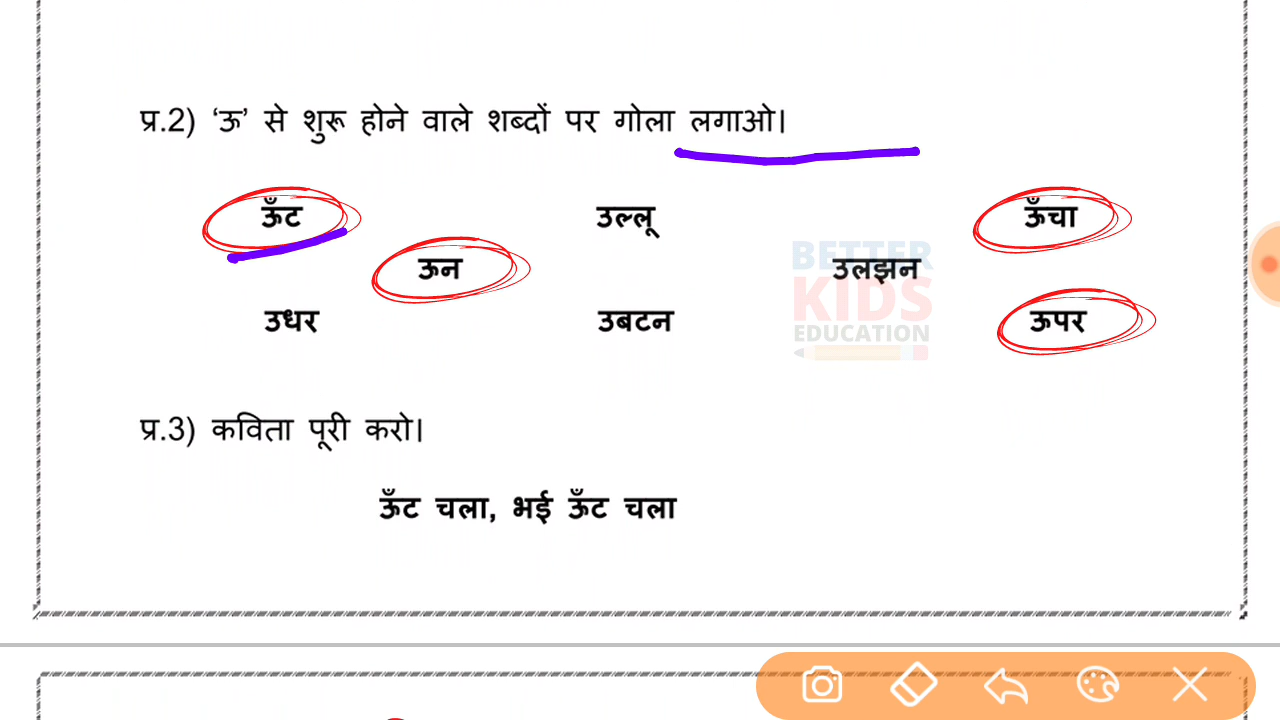 प्र.2) 'ऊ' से शुरू होने वाले शब्दों पर गोला लगाओ।
ऊँट उल्लू ऊँचा
ऊन उलझन
उधर उबटन ऊपर
BETTER
KIDS
EDUCATION
प्र.3) कविता पूरी करो।
ऊँट चला, भई ऊँट चला